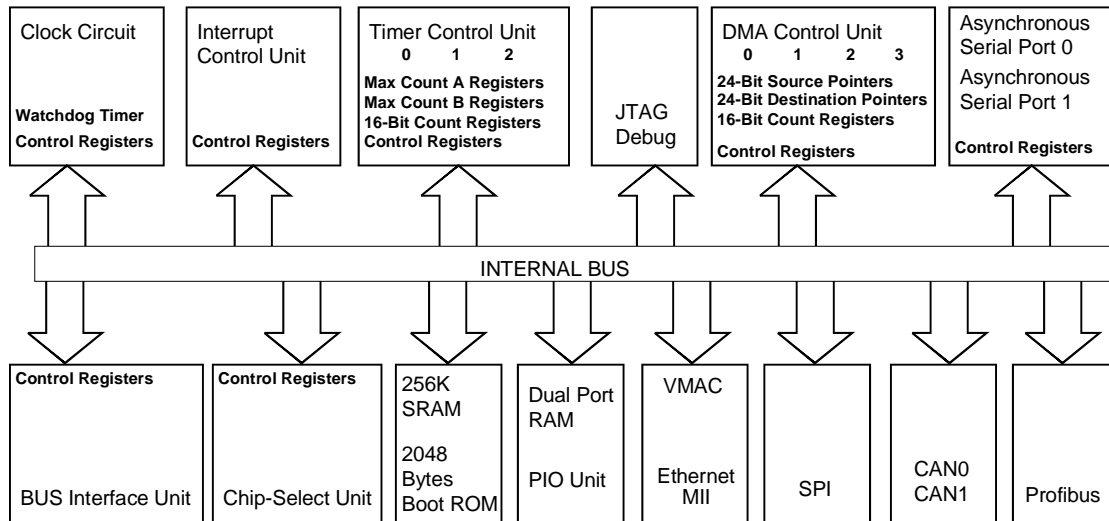 Clock Circuit
Watchdog Timer
Control Registers
Interrupt
Control Unit
Control Registers
Timer Control Unit
0 1 2
Max Count A Registers
Max Count B Registers
16-Bit Count Registers
Control Registers
JTAG
Debug
DMA Control Unit
0 1 2 3
24-Bit Source Pointers
24-Bit Destination Pointers
16-Bit Count Registers
Control Registers
Asynchronous
Serial Port 0
Asynchronous
Serial Port 1
Control Registers
INTERNAL BUS
Control Registers
BUS Interface Unit
Control Registers
Chip-Select Unit
256K
SRAM
2048
Bytes
Boot ROM
Dual Port
RAM
PIO Unit
VMAC
Ethernet
MII
SPI
CAN0
CAN1
Profibus